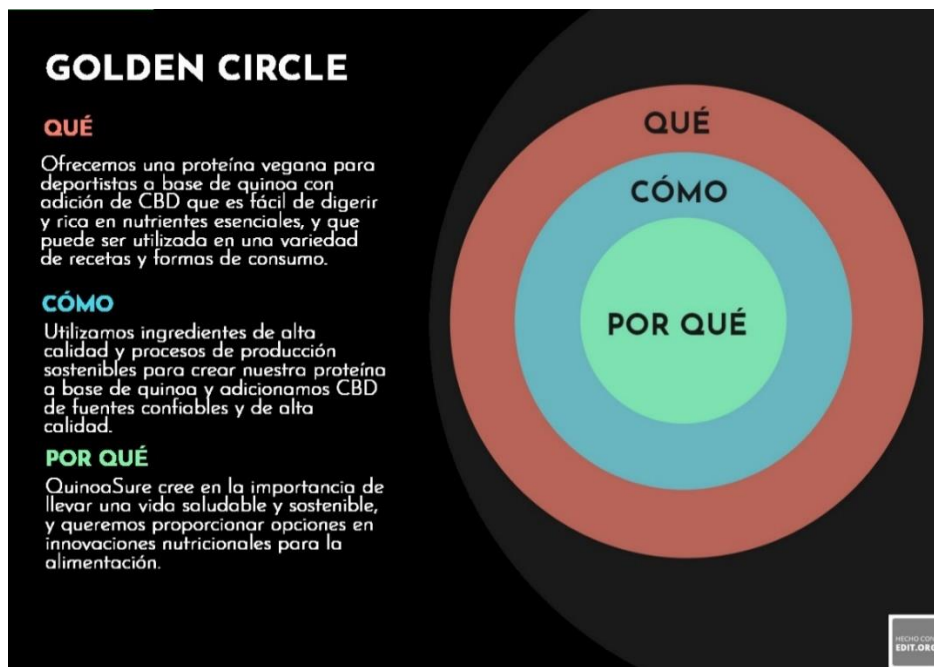 GOLDEN CIRCLE
QUÉ
Ofrecemos una proteína vegana para
deportistas a base de quinoa con
adición de CBD que es fácil de digerir
y rica en nutrientes esenciales, y que
puede ser utilizada en una variedad
de recetas y formas de consumo.
CÓMO
Utilizamos ingredientes de alta
calidad y procesos de producción
sostenibles para crear nuestra proteína
a base de quinoa y adicionamos CBD
de fuentes confiables y de alta
calidad.
POR QUÉ
QuinoaSure cree en la importancia de
llevar una vida saludable y sostenible,
y queremos proporcionar opciones en
innovaciones nutricionales para la
alimentación.
QUÉ
CÓMO
POR QUÉ
HECHO CON
EDIT.ORG